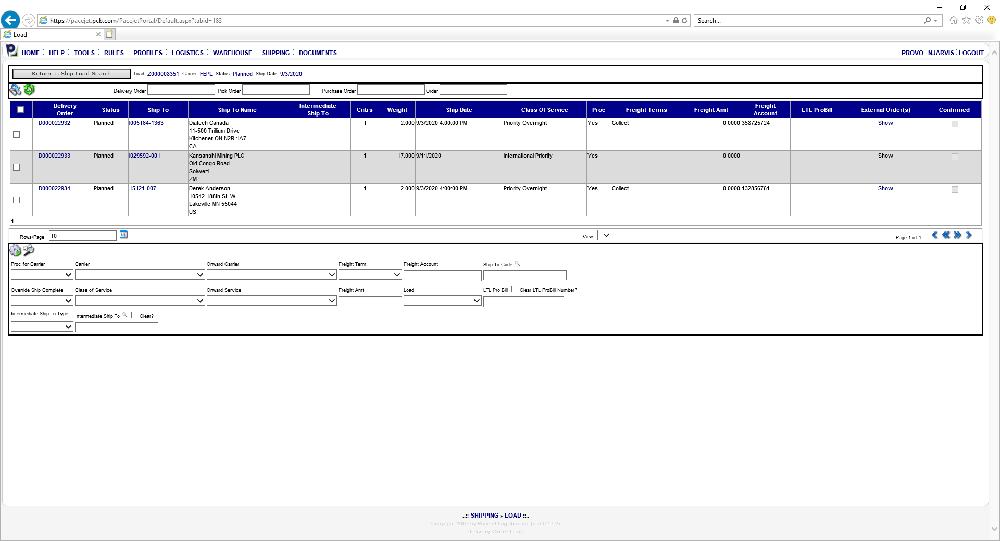 https://pacejet.pcb.com/PacejetPortal/Default.aspx?tabid=183
Search...
Load
HOME HELP TOOLS RULES PROFILES LOGISTICS WAREHOUSE SHIPPING DOCUMENTS PROVO NJARVIS LOGOUT
Return to Ship Load Search Load Z000008351 Carrier FEPL Status Planned Ship Date 9/3/2020
Delivery Order Pick Order Purchase Order Order
Delivery Order Status Ship To Ship To Name Intermediate Ship To Cntrs Weight Ship Date Class Of Service Proc Freight Terms Freight Amt Freight Account LTL ProBill External Order(s) Confirmed
D000022932 Planned I005164-1363 Diatech Canada 1 2.000 9/3/2020 4:00:00 PM Priority Overnight Yes Collect 0.0000 358725724 Show
11-500 Trillium Drive
Kitchener ON N2R 1A7
CA
D000022933 Planned I029592-001 Kansanshi Mining PLC 1 17.000 9/11/2020 International Priority Yes 0.0000 Show
Old Congo Road
Solwezi
ZM
D000022934 Planned 15121-007 Derek Anderson 1 2.000 9/3/2020 4:00:00 PM Priority Overnight Yes Collect 0.0000 132856761 Show
10542 188th St. W
Lakeville MN 55044
US
1
Rows/Page: 10 View Page 1 of 1
Proc for Carrier Carrier Onward Carrier Freight Term Freight Account Ship To Code
Override Ship Complete Class of Service Onward Service Freight Amt Load LTL Pro Bill Clear LTL ProBill Number?
Intermediate Ship To Type Intermediate Ship To Clear?
..:: SHIPPING » LOAD ::..
Copyright 2007 by Pacejet Logistics Inc. (v. 5.0.17.2)
Delivery Order Load